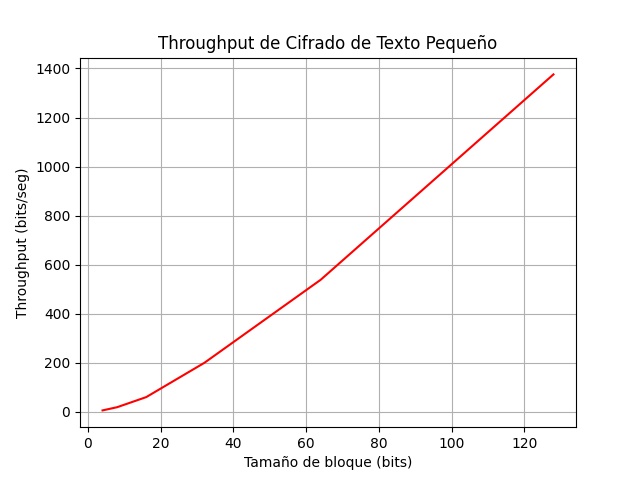 Throughput de Cifrado de Texto Pequeño
1400
1200
1000
800
600
400
200
0
Throughput (bits/seg)
0 20 40 60 80 100 120
Tamaño de bloque (bits)